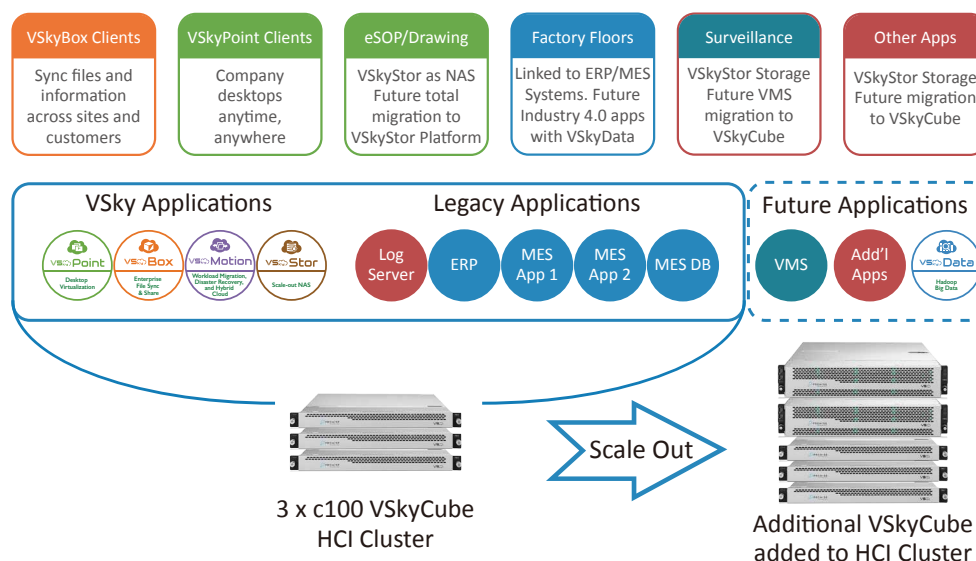 VSkyBox Clients
Sync files and
information
across sites and
customers
VSkyPoint Clients
Company
desktops
anytime,
anywhere
eSOP/Drawing
VSkyStor as NAS
Future total
migration to
VSkyStor Platform
Factory Floors
Linked to ERP/MES
Systems. Future
Industry 4.0 apps
with VSkyData
Surveillance
VSkyStor Storage
Future VMS
migration to
VSkyCube
Other Apps
VSkyStor Storage
Future migration
to VSkyCube
VSky Applications
Point
Desktop
Virtualization
Box
Enterprise
File Sync
& Share
Motion
Workload Migration,
Disaster Recovery,
and Hybrid
Cloud
Stor
Scale-out NAS
Legacy Applications
Log
Server
ERP
MES
App 1
MES
App 2
MES DB
Future Applications
VMS
Add'l
Apps
Data
Hadoop
Big Data
3 x c100 VSkyCube
HCI Cluster
Scale Out
Additional VSkyCube
added to HCI Cluster